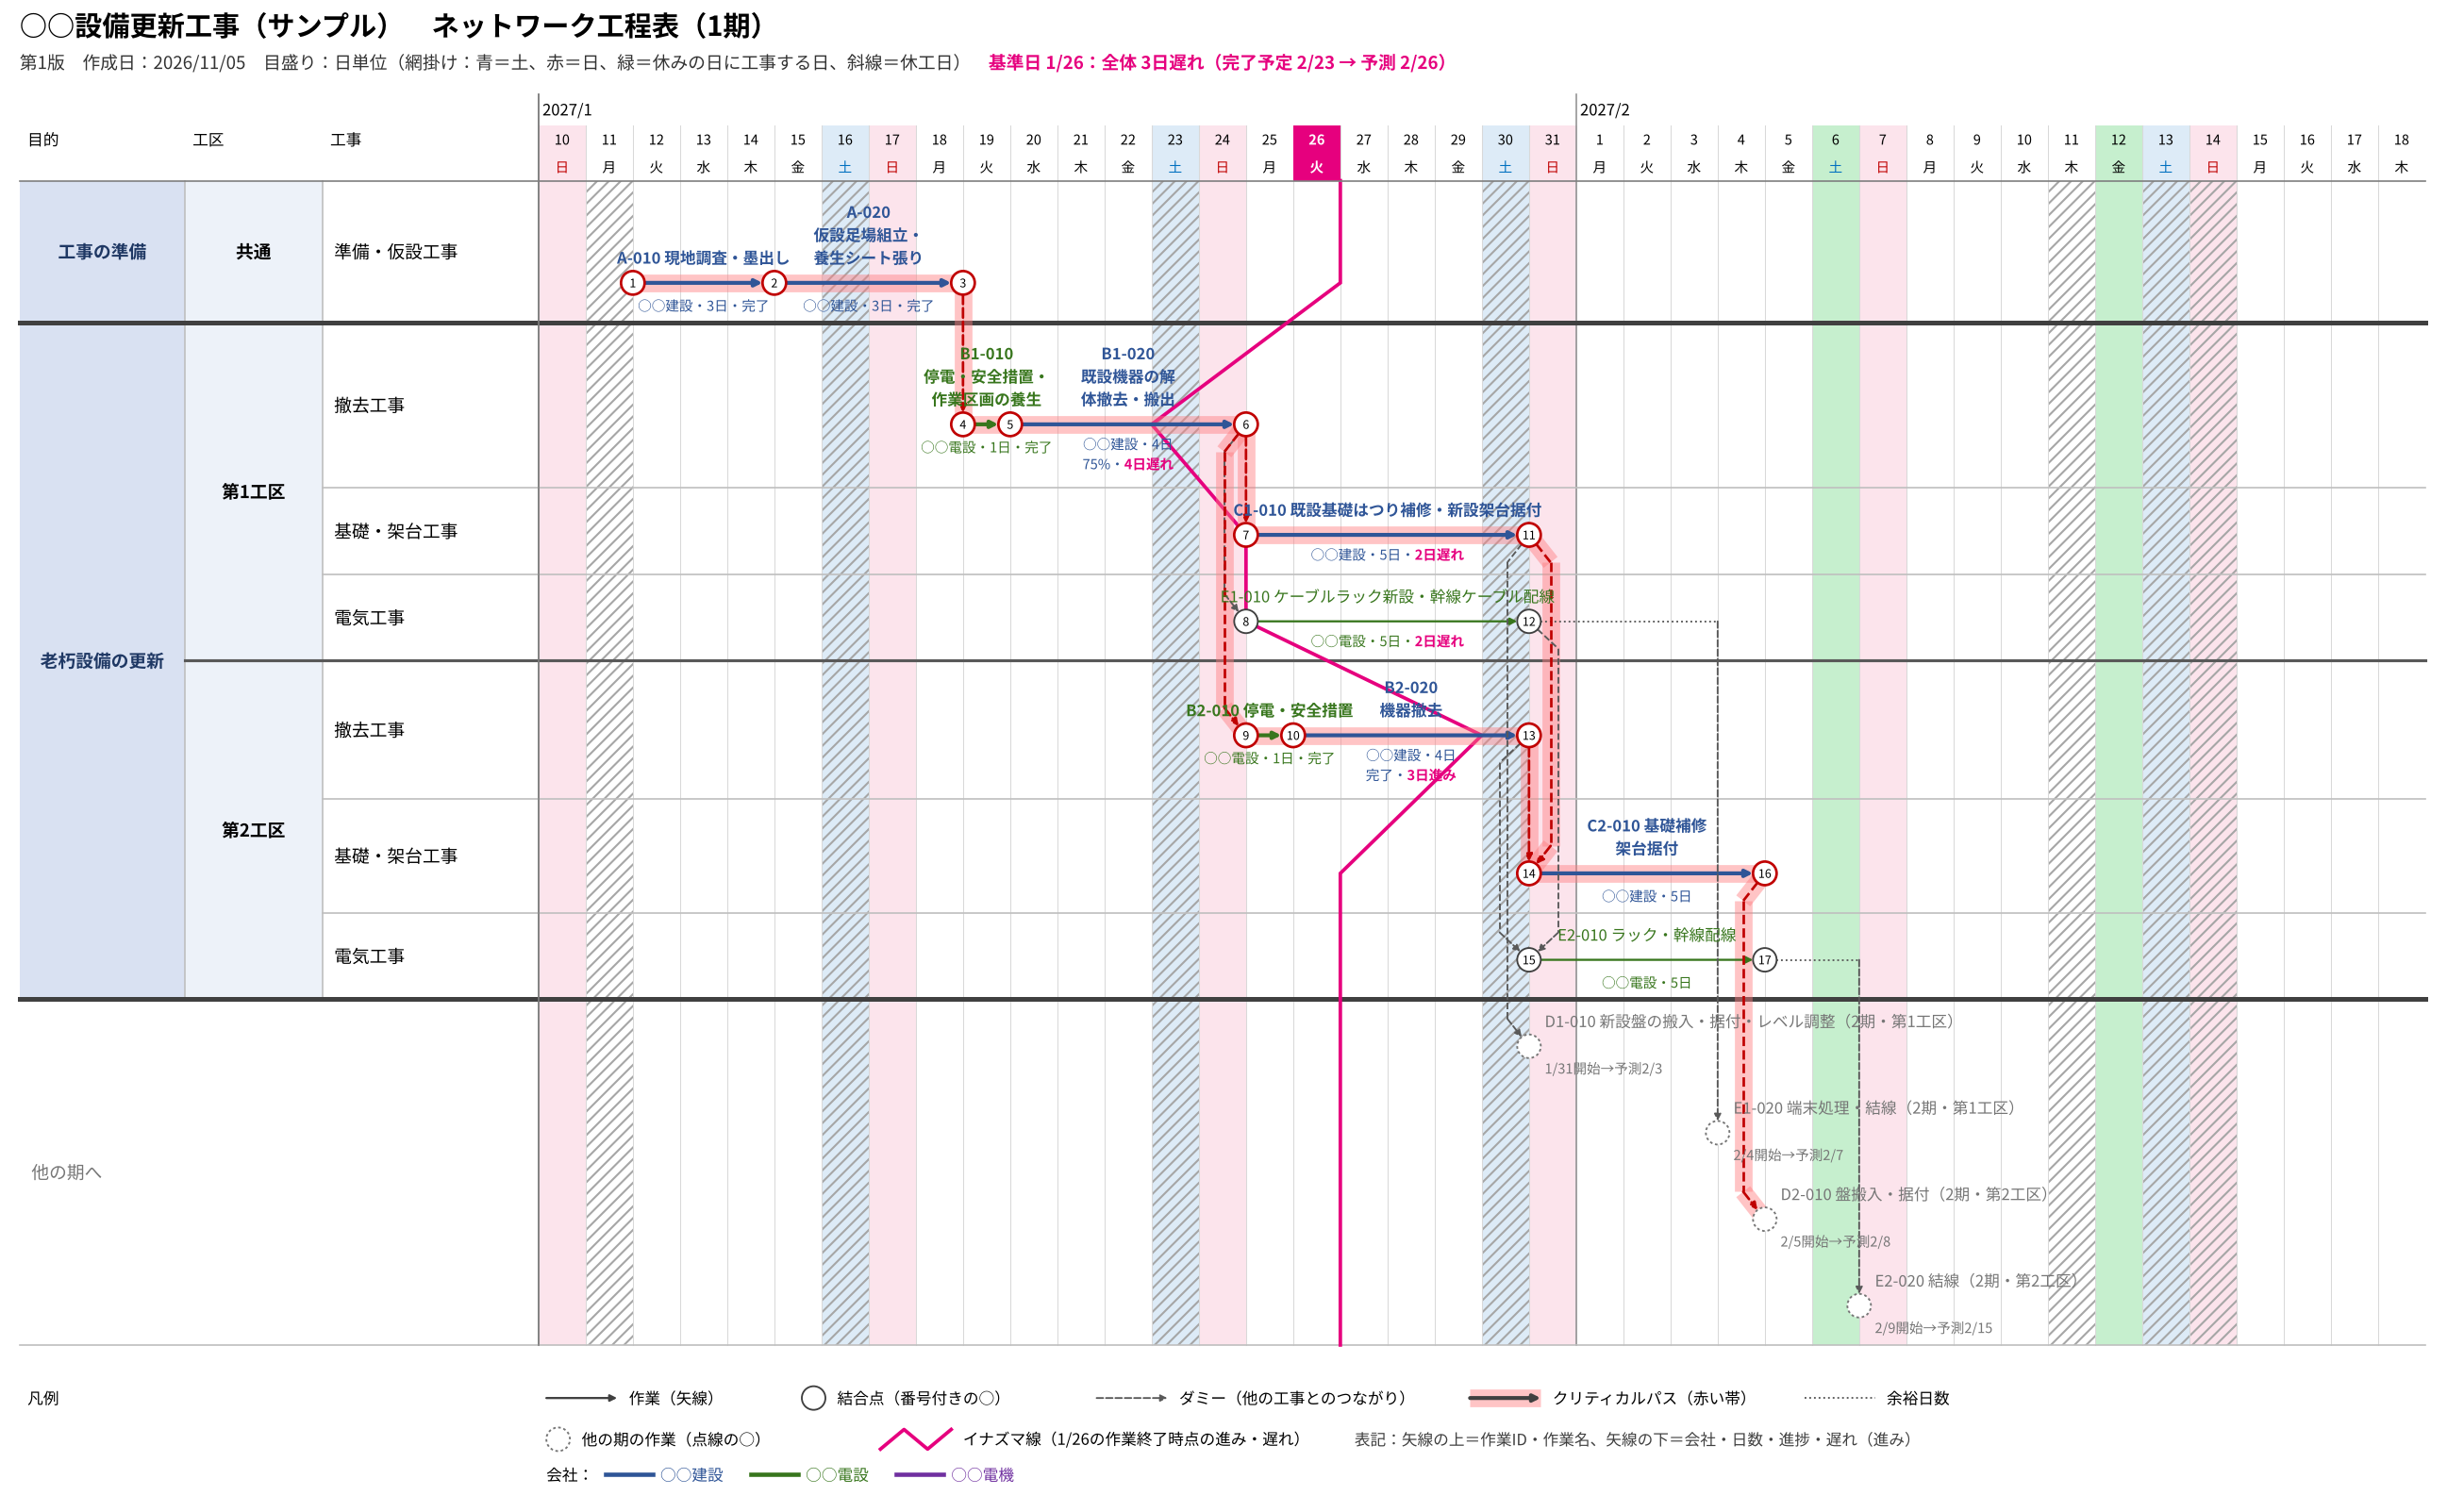 ○○設備更新工事（サンプル）　ネットワーク工程表（1期）
第1版　作成日：2026/11/05　目盛り：日単位（網掛け：青＝土、赤＝日、緑＝休みの日に工事する日、斜線＝休工日）　基準日 1/26：全体 3日遅れ（完了予定 2/23 → 予測 2/26）
2027/1 2027/2
目的 工区 工事
10 11 12 13 14 15 16 17 18 19 20 21 22 23 24 25 26 27 28 29 30 31 1 2 3 4 5 6 7 8 9 10 11 12 13 14 15 16 17 18
日 月 火 水 木 金 土 日 月 火 水 木 金 土 日 月 火 水 木 金 土 日 月 火 水 木 金 土 日 月 火 水 木 金 土 日 月 火 水 木
工事の準備
共通
準備・仮設工事
A-010 現地調査・墨出し
A-020
仮設足場組立・
養生シート張り
1 2 3
○○建設・3日・完了
○○建設・3日・完了
老朽設備の更新
第1工区
撤去工事
B1-010
停電・安全措置・
作業区画の養生
B1-020
既設機器の解
体撤去・搬出
4 5 6
○○電設・1日・完了
○○建設・4日
75%・4日遅れ
基礎・架台工事
C1-010 既設基礎はつり補修・新設架台据付
7 11
○○建設・5日・2日遅れ
電気工事
E1-010 ケーブルラック新設・幹線ケーブル配線
8 12
○○電設・5日・2日遅れ
第2工区
撤去工事
B2-010 停電・安全措置
B2-020
機器撤去
9 10 13
○○電設・1日・完了
○○建設・4日
完了・3日進み
基礎・架台工事
C2-010 基礎補修
架台据付
14 16
○○建設・5日
電気工事
E2-010 ラック・幹線配線
15 17
○○電設・5日
他の期へ
D1-010 新設盤の搬入・据付・レベル調整（2期・第1工区）
1/31開始→予測2/3
E1-020 端末処理・結線（2期・第1工区）
2/4開始→予測2/7
D2-010 盤搬入・据付（2期・第2工区）
2/5開始→予測2/8
E2-020 結線（2期・第2工区）
2/9開始→予測2/15
凡例
作業（矢線）
結合点（番号付きの○）
ダミー（他の工事とのつながり）
クリティカルパス（赤い帯）
余裕日数
他の期の作業（点線の○）
イナズマ線（1/26の作業終了時点の進み・遅れ）
表記：矢線の上＝作業ID・作業名、矢線の下＝会社・日数・進捗・遅れ（進み）
会社： ○○建設 ○○電設 ○○電機